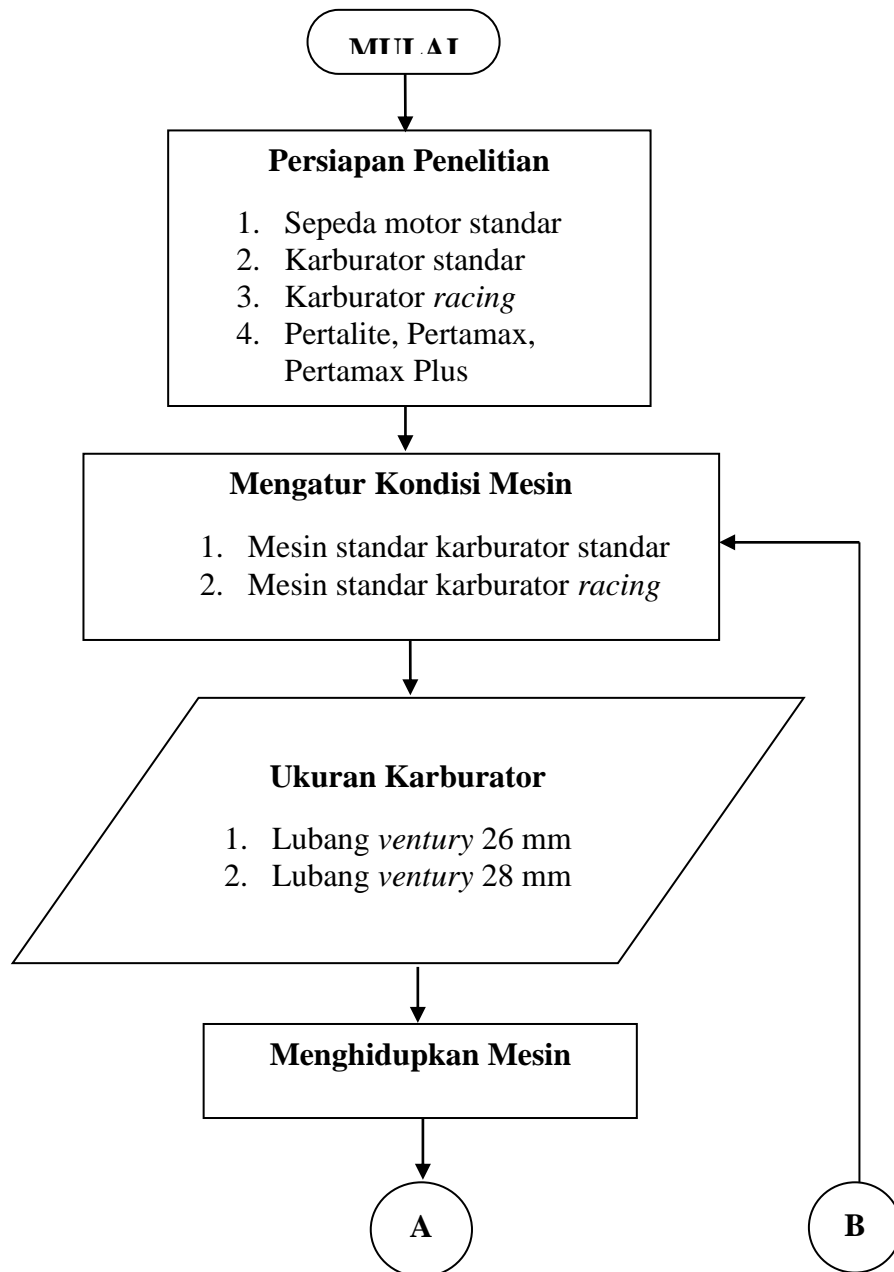 MULAI
Persiapan Penelitian
1. Sepeda motor standar
2. Karburator standar
3. Karburator racing
4. Pertalite, Pertamax,
Pertamax Plus
Mengatur Kondisi Mesin
1. Mesin standar karburator standar
2. Mesin standar karburator racing
Ukuran Karburator
1. Lubang ventury 26 mm
2. Lubang ventury 28 mm
Menghidupkan Mesin
A
B